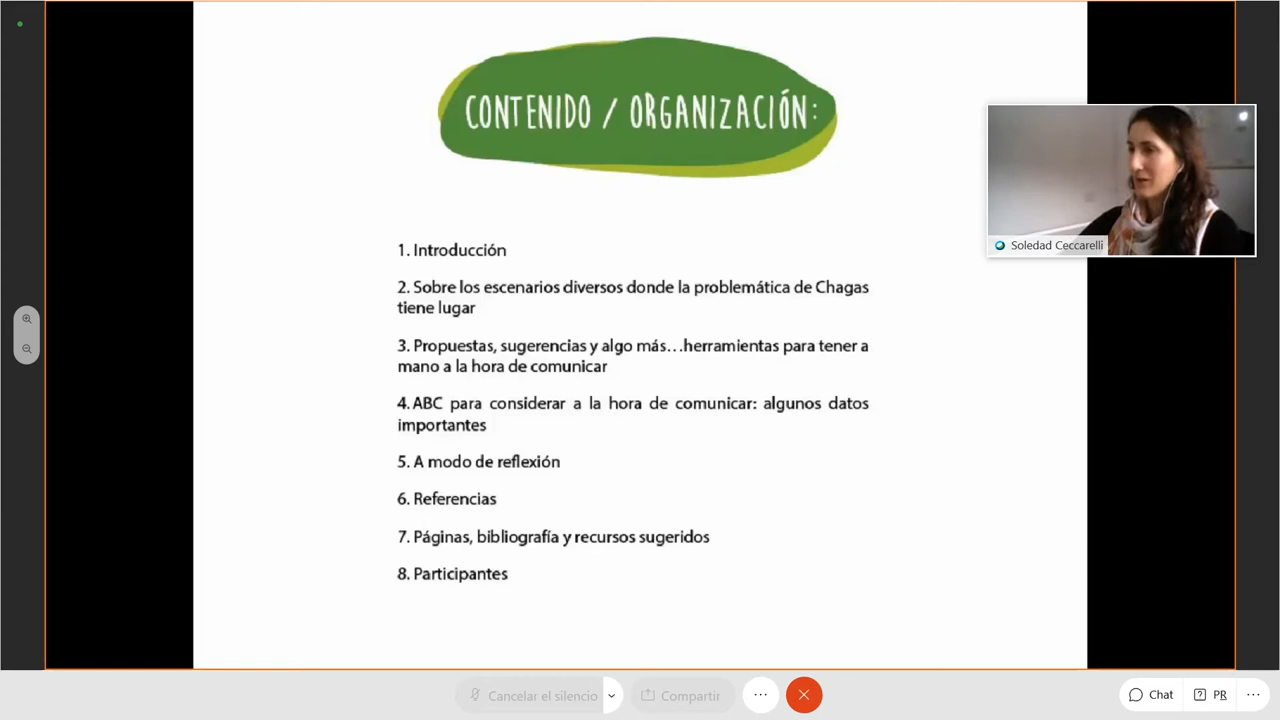 CONTENIDO / ORGANIZACIÓN:
Soledad Ceccarelli
1. Introducción
2. Sobre los escenarios diversos donde la problemática de Chagas
tiene lugar
3. Propuestas, sugerencias y algo más...herramientas para tener a
mano a la hora de comunicar
4. ABC para considerar a la hora de comunicar: algunos datos
importantes
5. A modo de reflexión
6. Referencias
7. Páginas, bibliografía y recursos sugeridos
8. Participantes
Cancelar el silencio
Compartir
Chat
PR